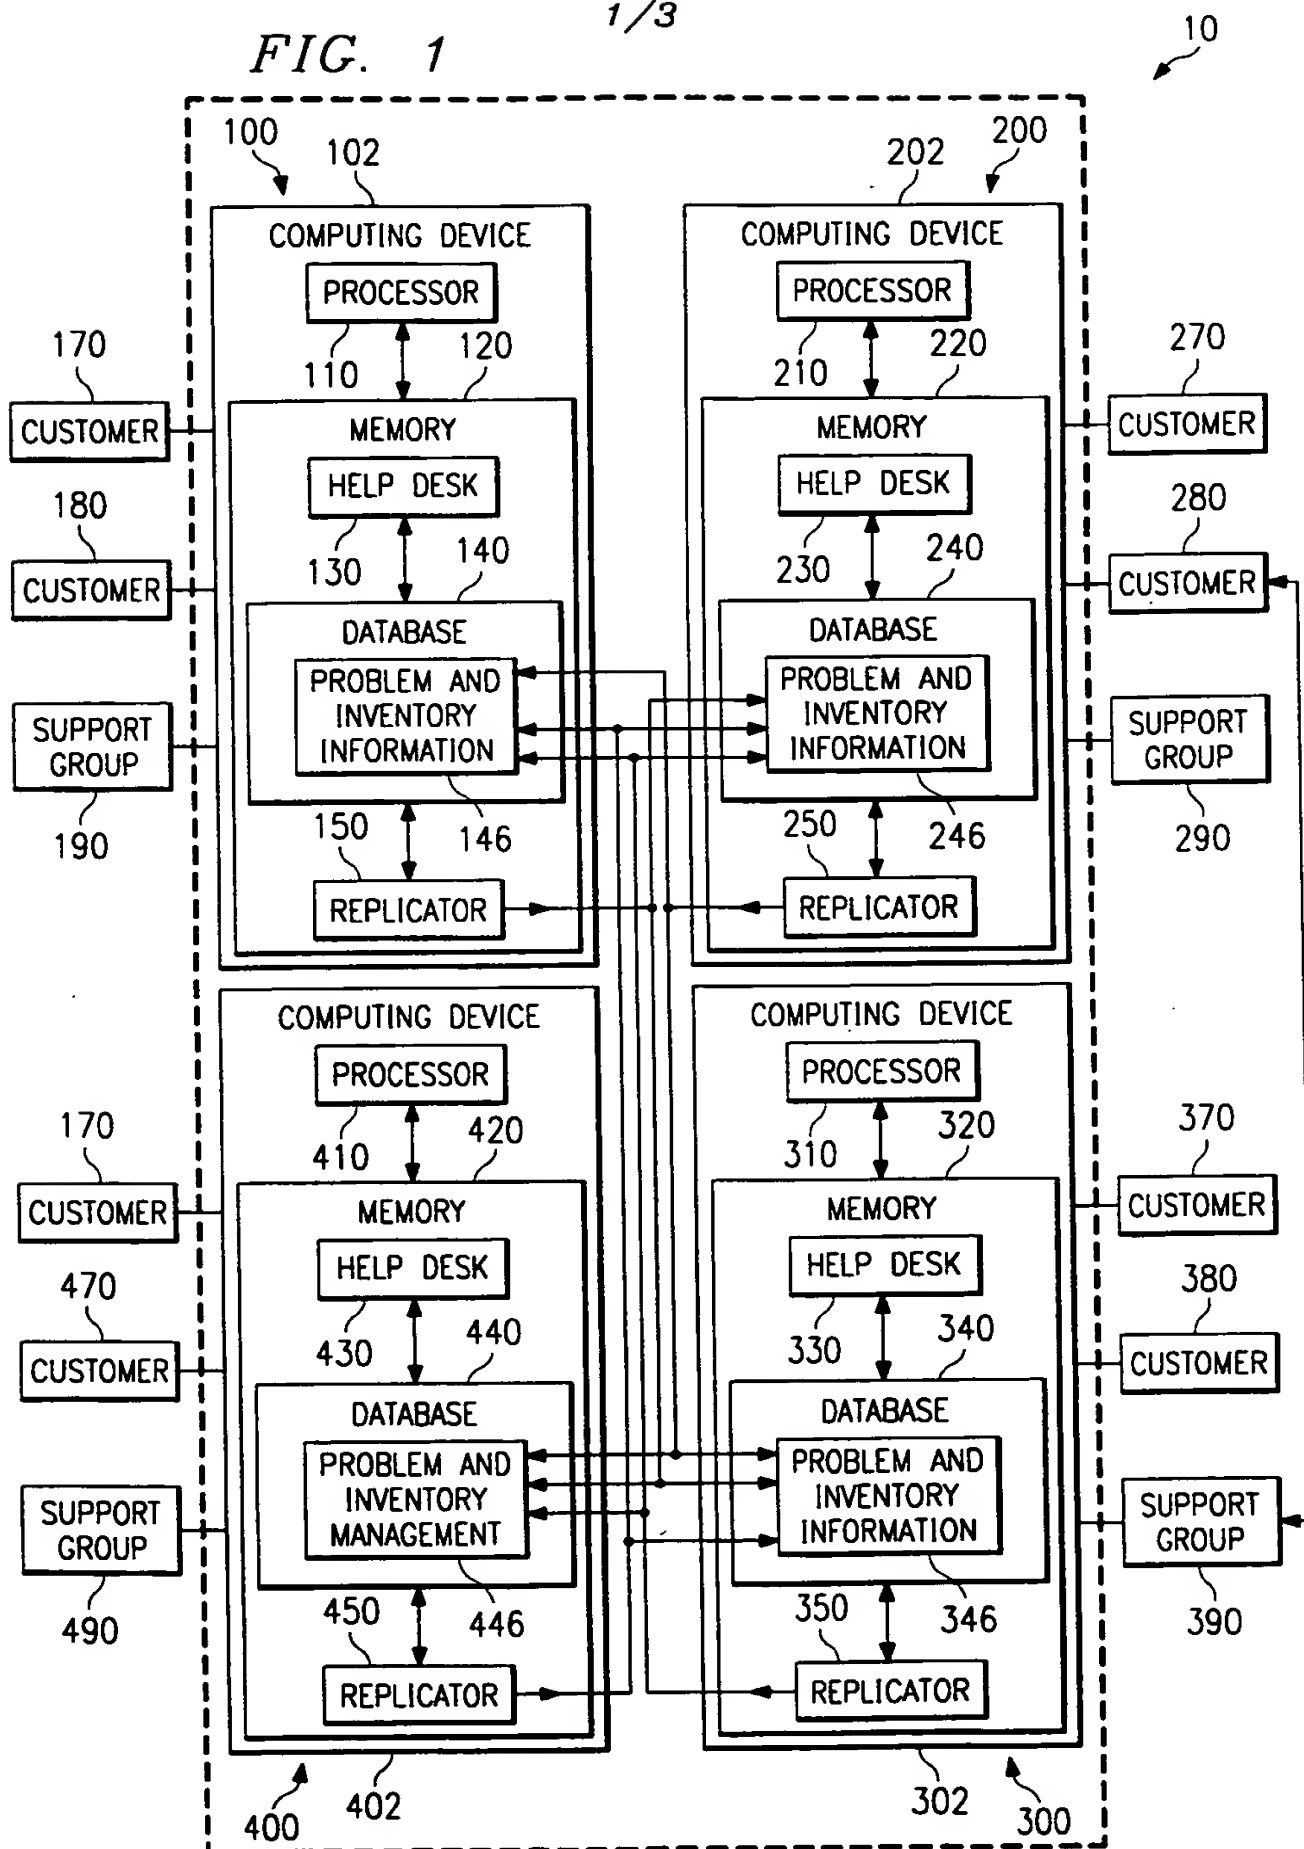 1/3
FIG. 1
10
100
102
202
200
COMPUTING DEVICE
COMPUTING DEVICE
PROCESSOR
PROCESSOR
170
110
120
210
220
270
CUSTOMER
MEMORY
MEMORY
CUSTOMER
180
HELP DESK
HELP DESK
280
130
140
230
240
CUSTOMER
DATABASE
DATABASE
CUSTOMER
SUPPORT
GROUP
PROBLEM AND
INVENTORY
INFORMATION
PROBLEM AND
INVENTORY
INFORMATION
SUPPORT
GROUP
190
150
146
250
246
290
REPLICATOR
REPLICATOR
COMPUTING DEVICE
COMPUTING DEVICE
PROCESSOR
PROCESSOR
170
410
420
310
320
370
CUSTOMER
MEMORY
MEMORY
CUSTOMER
470
HELP DESK
HELP DESK
380
430
440
330
340
CUSTOMER
DATABASE
DATABASE
CUSTOMER
SUPPORT
GROUP
PROBLEM AND
INVENTORY
MANAGEMENT
PROBLEM AND
INVENTORY
INFORMATION
SUPPORT
GROUP
490
450
446
350
346
390
REPLICATOR
REPLICATOR
400
402
302
300